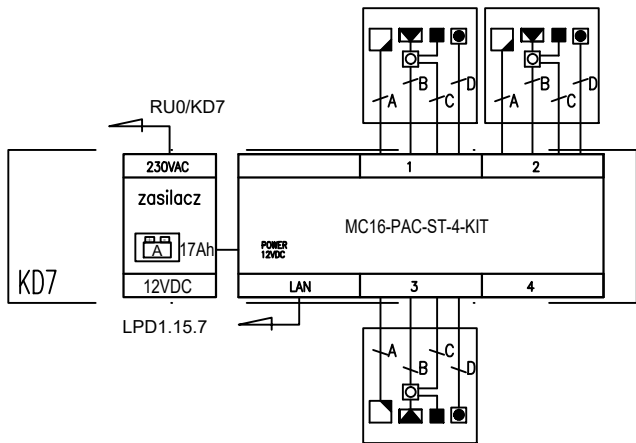 A
B
C
D
A
B
C
D
RU0/KD7
230VAC
1
2
zasilacz
MC16-PAC-ST-4-KIT
A
17Ah
POWER
12VDC
KD7
12VDC
LAN
3
4
LPD1.15.7
A
B
C
D